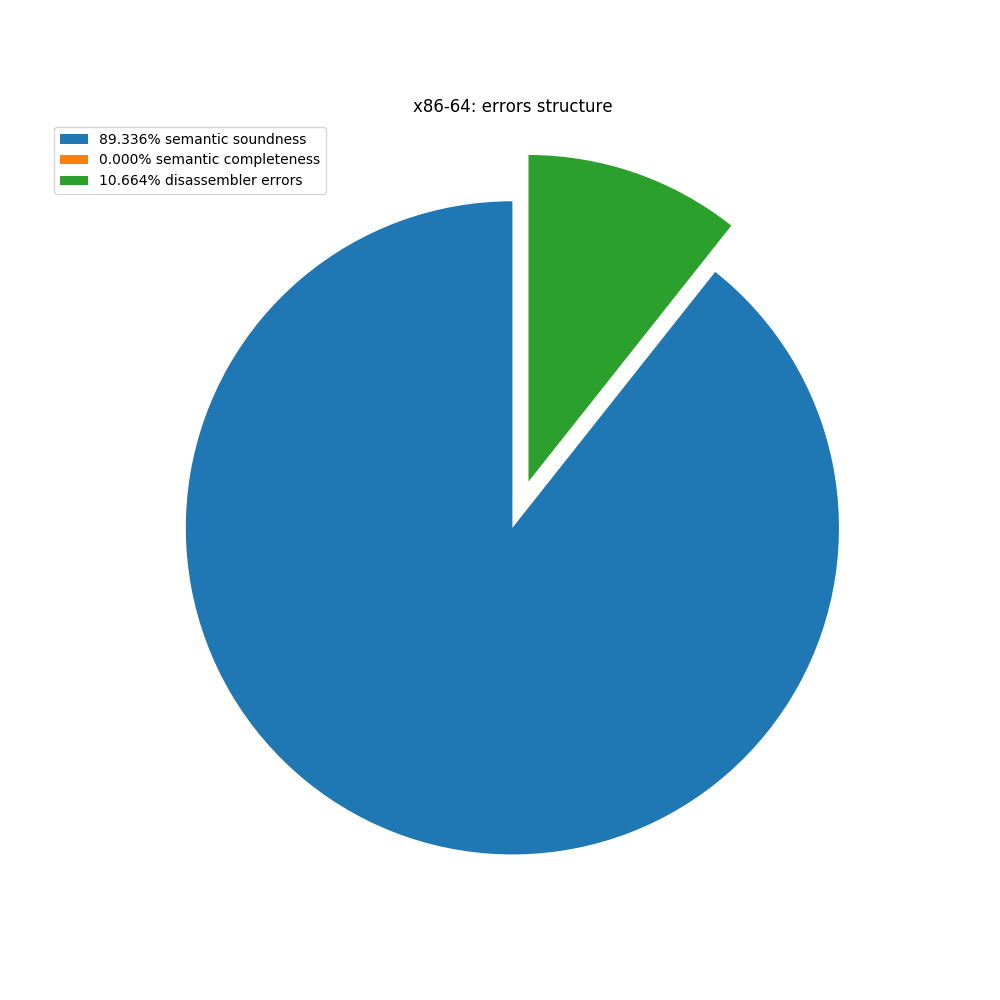 x86-64: errors structure
89.336% semantic soundness
0.000% semantic completeness
10.664% disassembler errors